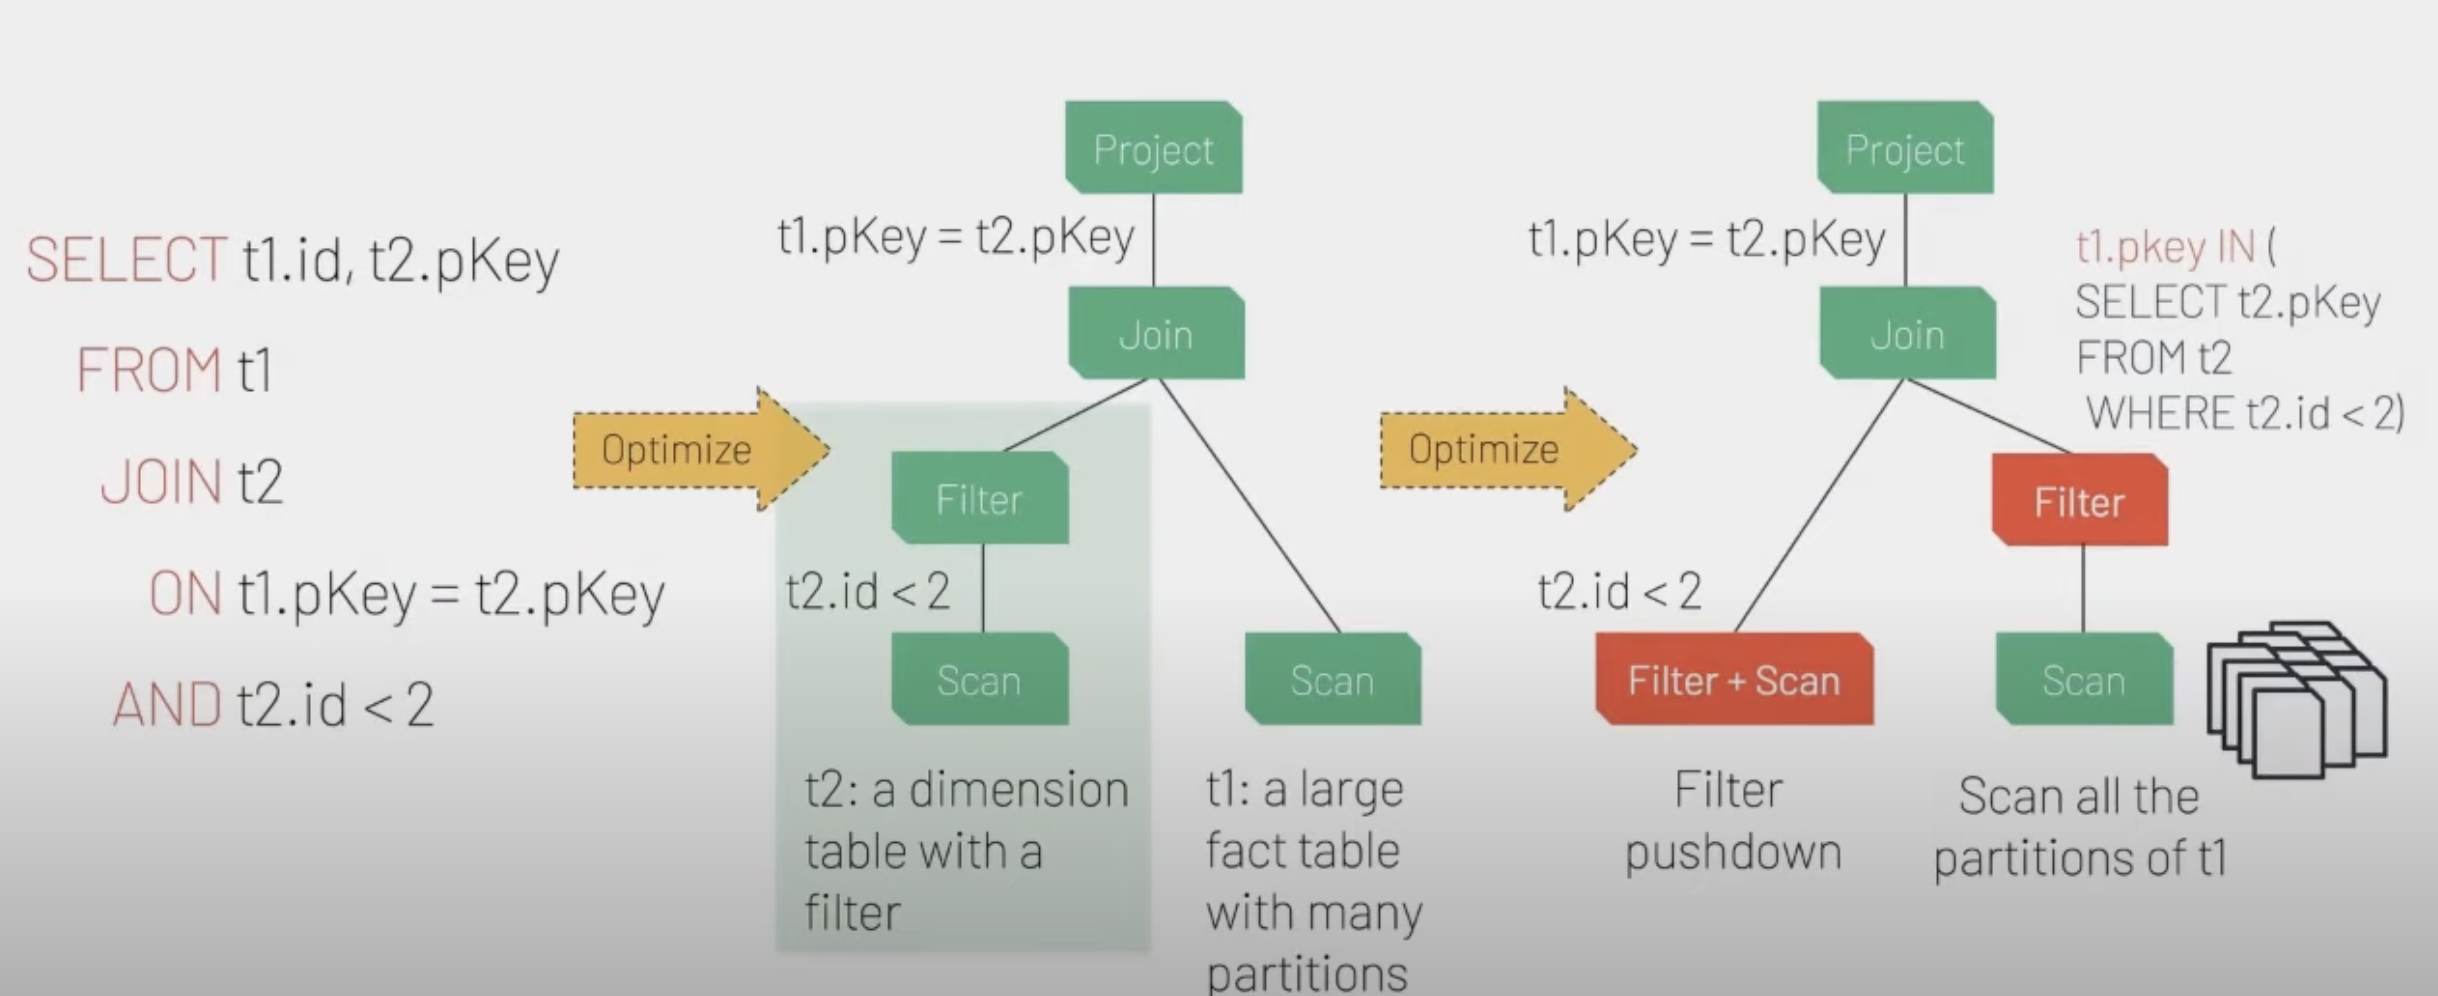 SELECT t1.id, t2.pKey
FROM t1
JOIN t2
ON t1.pKey = t2.pKey
AND t2.id < 2
Optimize
Project
t1.pKey = t2.pKey
Join
Filter
t2.id < 2
Scan
Scan
t2: a dimension
table with a
filter
t1: a large
fact table
with many
partitions
Optimize
Project
t1.pKey = t2.pKey
Join
t1.pkey IN (
SELECT t2.pKey
FROM t2
WHERE t2.id < 2)
Filter
t2.id < 2
Filter + Scan
Scan
Filter
pushdown
Scan all the
partitions of t1